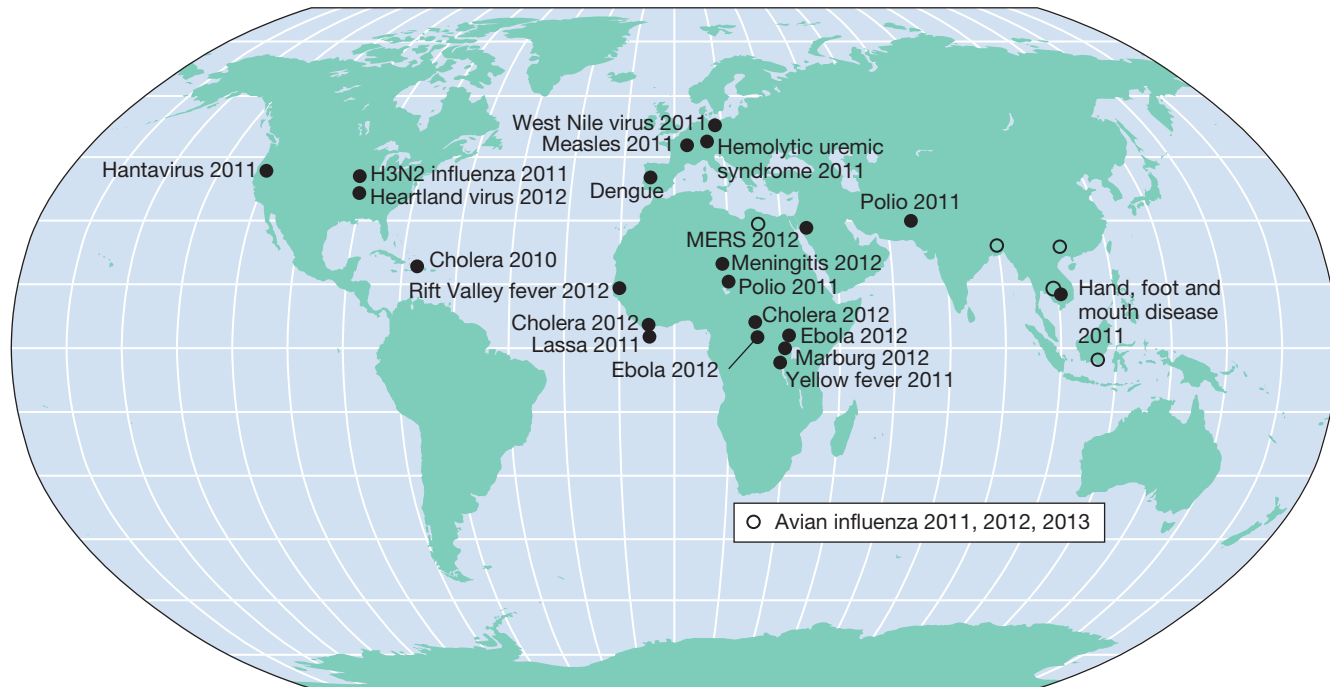 West Nile virus 2011
Measles 2011
Hemolytic uremic
syndrome 2011
Hantavirus 2011
H3N2 influenza 2011
Heartland virus 2012
Dengue
Polio 2011
MERS 2012
Cholera 2010
Meningitis 2012
Rift Valley fever 2012
Polio 2011
Hand, foot and
mouth disease
2011
Cholera 2012
Lassa 2011
Cholera 2012
Ebola 2012
Ebola 2012
Marburg 2012
Yellow fever 2011
Avian influenza 2011, 2012, 2013